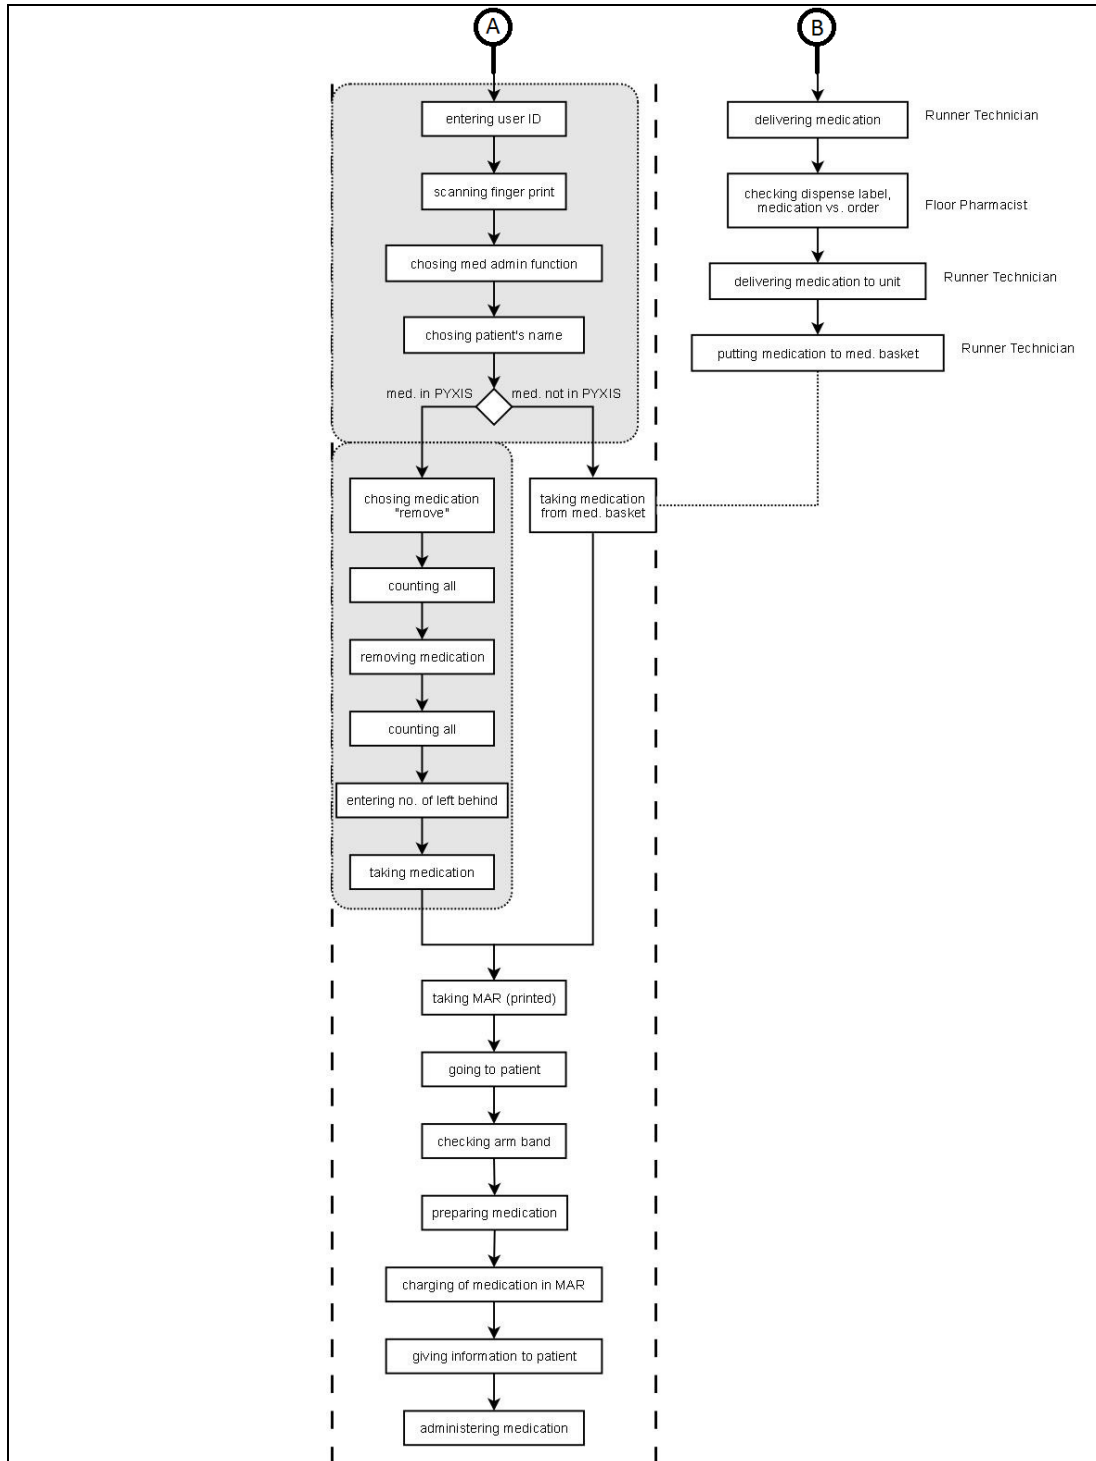 A
B
entering user ID
delivering medication
Runner Technician
scanning finger print
checking dispense label,
medication vs. order
Floor Pharmacist
chosing med admin function
delivering medication to unit
Runner Technician
chosing patient's name
putting medication to med. basket
Runner Technician
med. in PYXIS
med. not in PYXIS
chosing medication
"remove"
taking medication
from med. basket
counting all
removing medication
counting all
entering no. of left behind
taking medication
taking MAR (printed)
going to patient
checking arm band
preparing medication
charging of medication in MAR
giving information to patient
administering medication